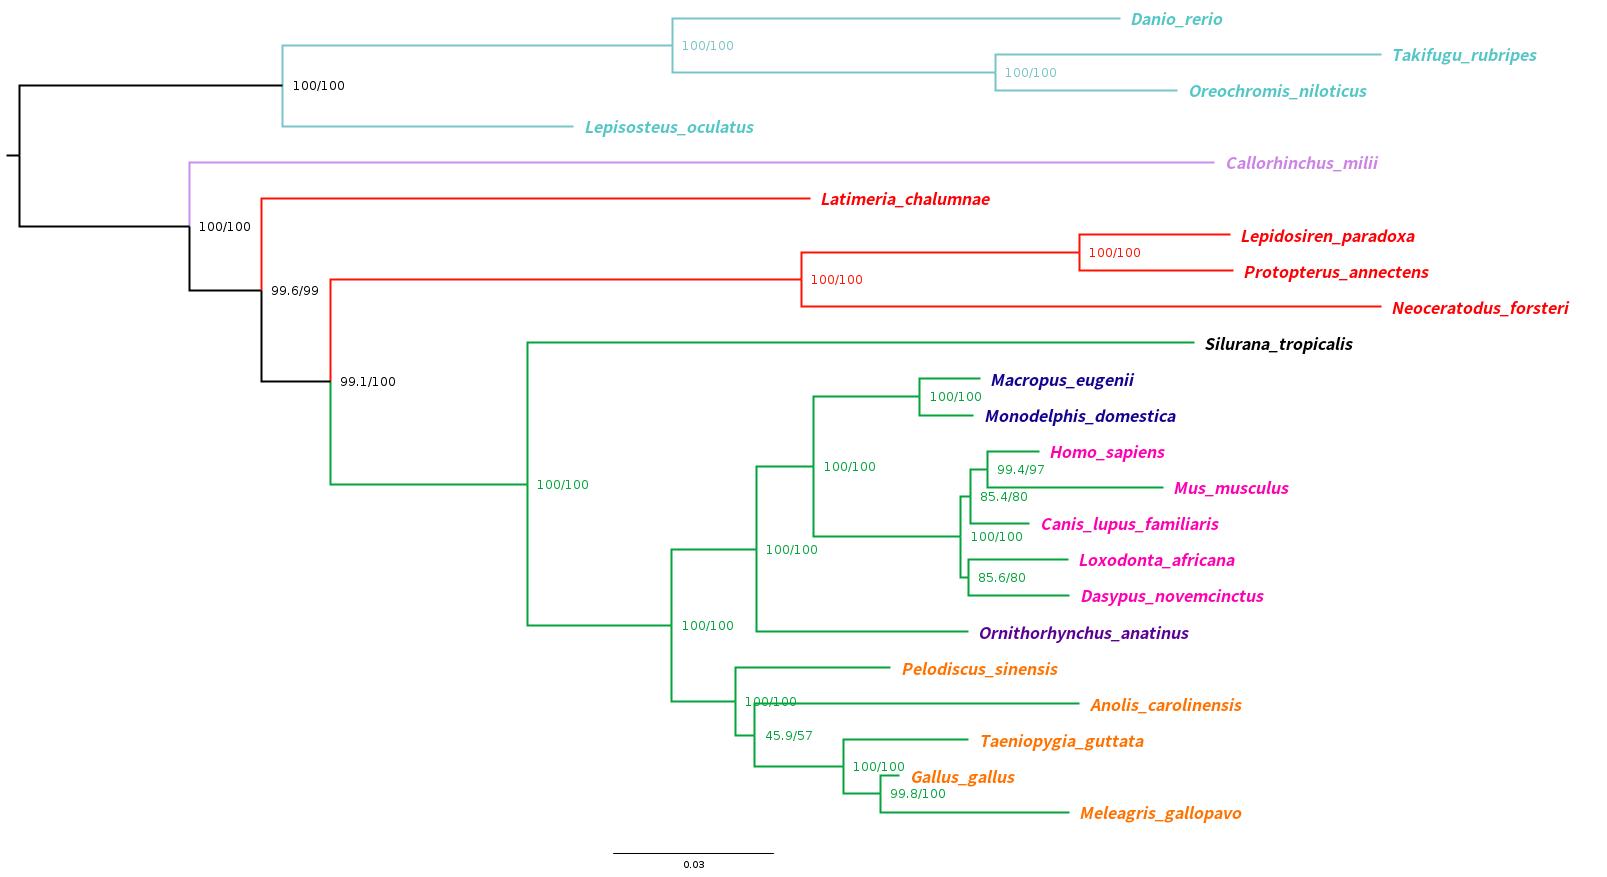 Danio_rerio
100/100
Takifugu_rubripes
100/100
100/100
Oreochromis_niloticus
Lepisosteus_oculatus
Callorhinchus_milii
Latimeria_chalumnae
100/100
Lepidosiren_paradoxa
100/100
Protopterus_annectens
100/100
99.6/99
Neoceratodus_forsteri
Silurana_tropicalis
99.1/100
Macropus_eugenii
100/100
Monodelphis_domestica
Homo_sapiens
100/100
99.4/97
100/100
Mus_musculus
85.4/80
Canis_lupus_familiaris
100/100
100/100
Loxodonta_africana
85.6/80
Dasypus_novemcinctus
100/100
Ornithorhynchus_anatinus
Pelodiscus_sinensis
100/100
Anolis_carolinensis
45.9/57
Taeniopygia_guttata
100/100
Gallus_gallus
99.8/100
Meleagris_gallopavo
0.03